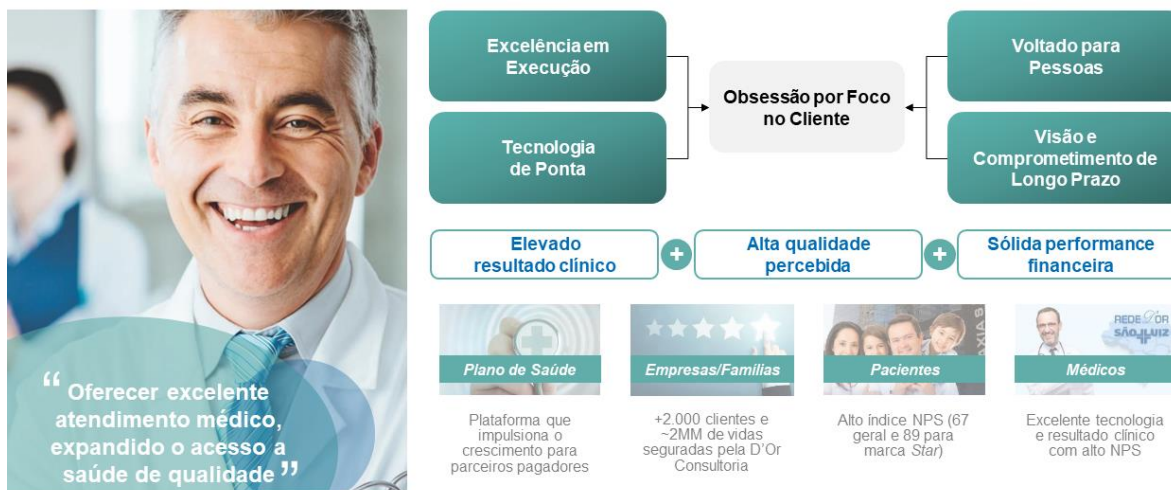 “ Oferecer excelente
atendimento médico,
expandido o acesso a
saúde de qualidade ”
Excelência em
Execução
Tecnologia
de Ponta
Obsessão por Foco
no Cliente
Voltado para
Pessoas
Visão e
Comprometimento de
Longo Prazo
Elevado
resultado clínico
+
Alta qualidade
percebida
+
Sólida performance
financeira
Plano de Saúde
Plataforma que
impulsiona o
crescimento para
parceiros pagadores
Empresas/Famílias
+2.000 clientes e
~2MM de vidas
seguradas pela D'Or
Consultoria
Pacientes
Alto índice NPS (67
geral e 89 para
marca Star)
REDE D'OR
SÃO LUIZ
Médicos
Excelente tecnologia
e resultado clínico
com alto NPS